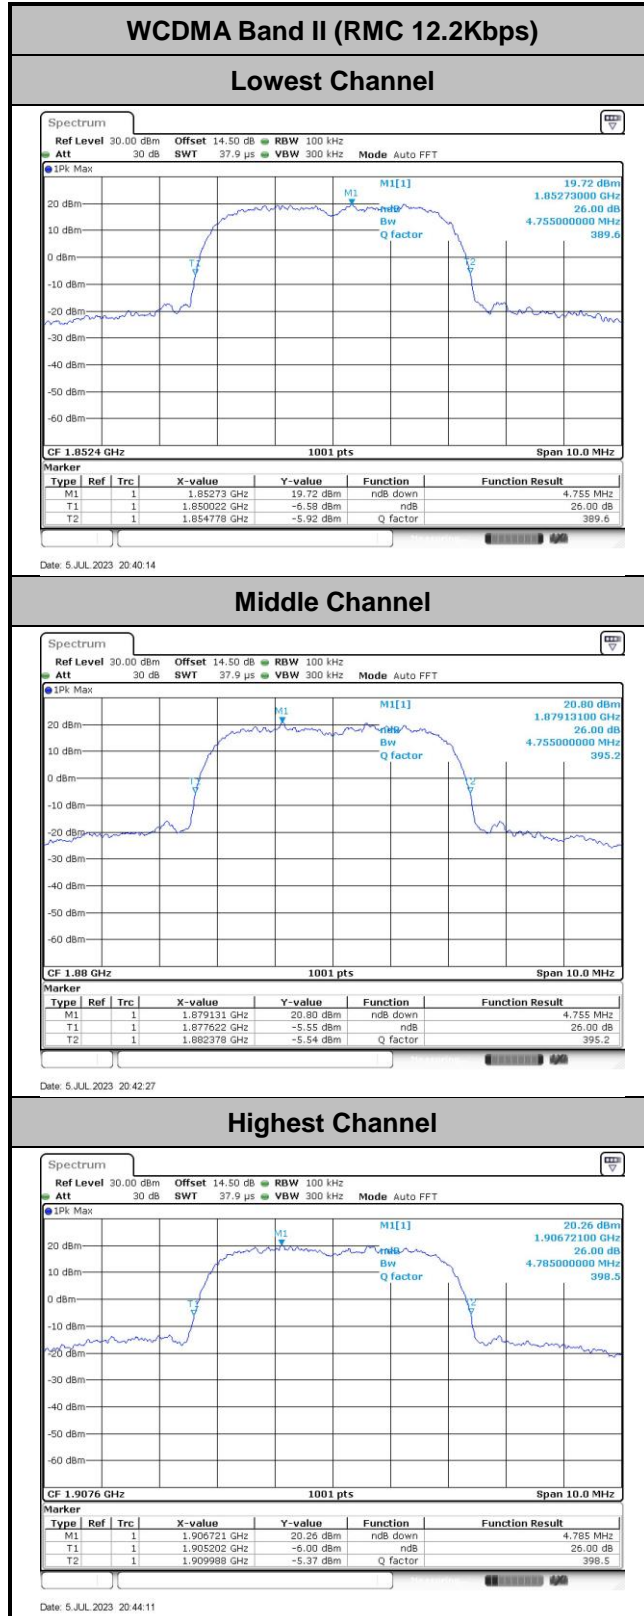 WCDMA Band II (RMC 12.2Kbps)
Lowest Channel
Spectrum
Ref Level 30.00 dBm Offset 14.50 dB RBW 100 kHz
Att 30 dB SWT 37.9 µs VBW 300 kHz Mode Auto FFT
1Pk Max
M1[1] 19.72 dBm
1.85273000 GHz
ndB 26.00 dB
Bw 4.755000000 MHz
Q factor 389.6
M1
20 dBm
10 dBm
0 dBm
T1 T2
-10 dBm
-20 dBm
-30 dBm
-40 dBm
-50 dBm
-60 dBm
CF 1.8524 GHz 1001 pts Span 10.0 MHz
Marker
Type Ref Trc X-value Y-value Function Function Result
M1 1 1.85273 GHz 19.72 dBm ndB down 4.755 MHz
T1 1 1.850022 GHz -6.58 dBm ndB 26.00 dB
T2 1 1.854778 GHz -5.92 dBm Q factor 389.6
Date: 5.JUL.2023 20:40:14
Middle Channel
Spectrum
Ref Level 30.00 dBm Offset 14.50 dB RBW 100 kHz
Att 30 dB SWT 37.9 µs VBW 300 kHz Mode Auto FFT
1Pk Max
M1[1] 20.80 dBm
1.87913100 GHz
ndB 26.00 dB
Bw 4.755000000 MHz
Q factor 395.2
M1
20 dBm
10 dBm
0 dBm
T1 T2
-10 dBm
-20 dBm
-30 dBm
-40 dBm
-50 dBm
-60 dBm
CF 1.88 GHz 1001 pts Span 10.0 MHz
Marker
Type Ref Trc X-value Y-value Function Function Result
M1 1 1.879131 GHz 20.80 dBm ndB down 4.755 MHz
T1 1 1.877622 GHz -5.55 dBm ndB 26.00 dB
T2 1 1.882378 GHz -5.54 dBm Q factor 395.2
Date: 5.JUL.2023 20:42:27
Highest Channel
Spectrum
Ref Level 30.00 dBm Offset 14.50 dB RBW 100 kHz
Att 30 dB SWT 37.9 µs VBW 300 kHz Mode Auto FFT
1Pk Max
M1[1] 20.26 dBm
1.90672100 GHz
ndB 26.00 dB
Bw 4.785000000 MHz
Q factor 398.5
M1
20 dBm
10 dBm
0 dBm
T1 T2
-10 dBm
-20 dBm
-30 dBm
-40 dBm
-50 dBm
-60 dBm
CF 1.9076 GHz 1001 pts Span 10.0 MHz
Marker
Type Ref Trc X-value Y-value Function Function Result
M1 1 1.906721 GHz 20.26 dBm ndB down 4.785 MHz
T1 1 1.905202 GHz -6.00 dBm ndB 26.00 dB
T2 1 1.909988 GHz -5.37 dBm Q factor 398.5
Date: 5.JUL.2023 20:44:11